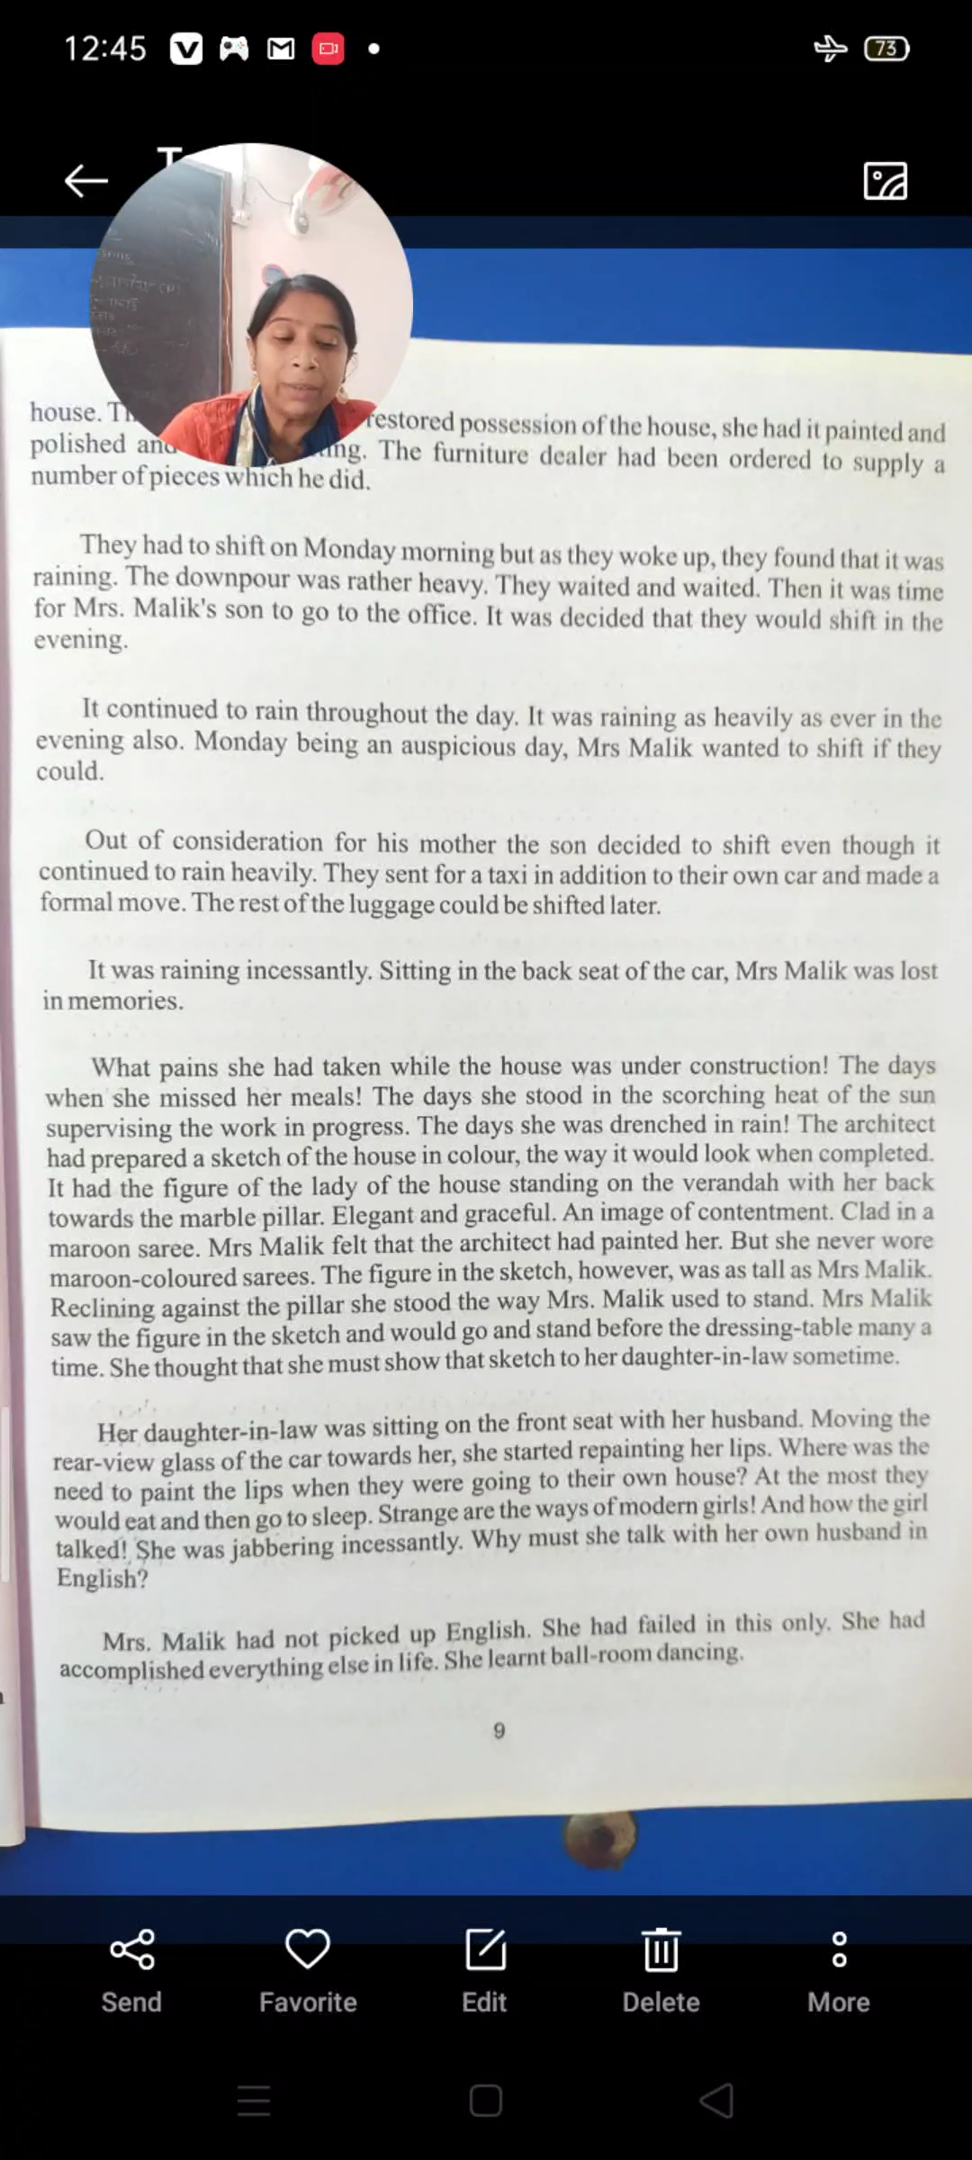 12:45
73
house. restored possession of the house, she had it painted and
polished The furniture dealer had been ordered to supply a
number of pieces which he did.
They had to shift on Monday morning but as they woke up, they found that it was
raining. The downpour was rather heavy. They waited and waited. Then it was time
for Mrs. Malik's son to go to the office. It was decided that they would shift in the
evening.
It continued to rain throughout the day. It was raining as heavily as ever in the
evening also. Monday being an auspicious day, Mrs Malik wanted to shift if they
could.
Out of consideration for his mother the son decided to shift even though it
continued to rain heavily. They sent for a taxi in addition to their own car and made a
formal move. The rest of the luggage could be shifted later.
It was raining incessantly. Sitting in the back seat of the car, Mrs Malik was lost
in memories.
What pains she had taken while the house was under construction! The days
when she missed her meals! The days she stood in the scorching heat of the sun
supervising the work in progress. The days she was drenched in rain! The architect
had prepared a sketch of the house in colour, the way it would look when completed.
It had the figure of the lady of the house standing on the verandah with her back
towards the marble pillar. Elegant and graceful. An image of contentment. Clad in a
maroon saree. Mrs Malik felt that the architect had painted her. But she never wore
maroon-coloured sarees. The figure in the sketch, however, was as tall as Mrs Malik.
Reclining against the pillar she stood the way Mrs. Malik used to stand. Mrs Malik
saw the figure in the sketch and would go and stand before the dressing-table many a
time. She thought that she must show that sketch to her daughter-in-law sometime.
Her daughter-in-law was sitting on the front seat with her husband. Moving the
rear-view glass of the car towards her, she started repainting her lips. Where was the
need to paint the lips when they were going to their own house? At the most they
would eat and then go to sleep. Strange are the ways of modern girls! And how the girl
talked! She was jabbering incessantly. Why must she talk with her own husband in
English?
Mrs. Malik had not picked up English. She had failed in this only. She had
accomplished everything else in life. She learnt ball-room dancing.
9
Send Favorite Edit Delete More